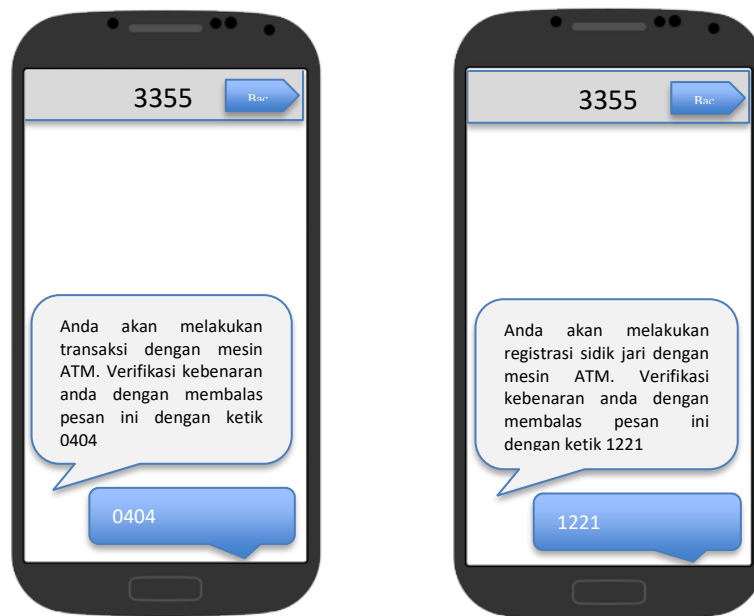 3355
Bac
Anda akan melakukan
transaksi dengan mesin
ATM. Verifikasi kebenaran
anda dengan membalas
pesan ini dengan ketik
0404
0404
3355
Bac
Anda akan melakukan
registrasi sidik jari dengan
mesin ATM. Verifikasi
kebenaran anda dengan
membalas pesan ini
dengan ketik 1221
1221